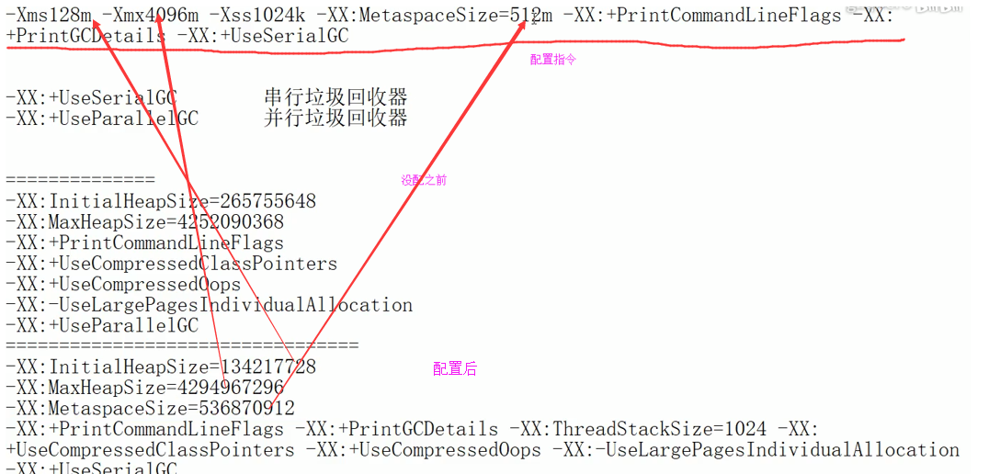 -Xms128m -Xmx4096m -Xss1024k -XX:MetaspaceSize=512m -XX:+PrintCommandLineFlags -XX:
+PrintGCDetails -XX:+UseSerialGC
配置指令
-XX:+UseSerialGC 串行垃圾回收器
-XX:+UseParallelGC 并行垃圾回收器
没配之前
==============
-XX:InitialHeapSize=265755648
-XX:MaxHeapSize=4252090368
-XX:+PrintCommandLineFlags
-XX:+UseCompressedClassPointers
-XX:+UseCompressedOops
-XX:-UseLargePagesIndividualAllocation
-XX:+UseParallelGC
=================================
-XX:InitialHeapSize=134217728
配置后
-XX:MaxHeapSize=4294967296
-XX:MetaspaceSize=536870912
-XX:+PrintCommandLineFlags -XX:+PrintGCDetails -XX:ThreadStackSize=1024 -XX:
+UseCompressedClassPointers -XX:+UseCompressedOops -XX:-UseLargePagesIndividualAllocation
-XX:+UseSerialGC